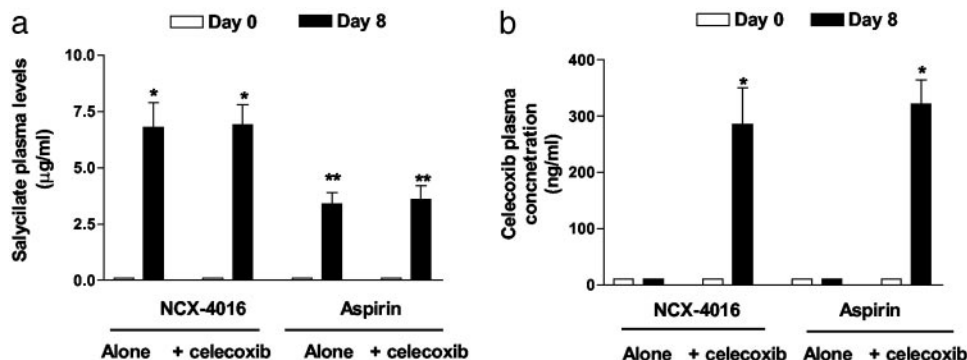 a
Day 0 Day 8
Salycilate plasma levels
(µg/ml)
10.0
7.5
5.0
2.5
0.0
*
*
**
**
NCX-4016 Aspirin
Alone + celecoxib Alone + celecoxib
b
Day 0 Day 8
Celecoxib plasma
concnetration
(ng/ml)
400
300
200
100
0
*
*
NCX-4016 Aspirin
Alone + celecoxib Alone + celecoxib